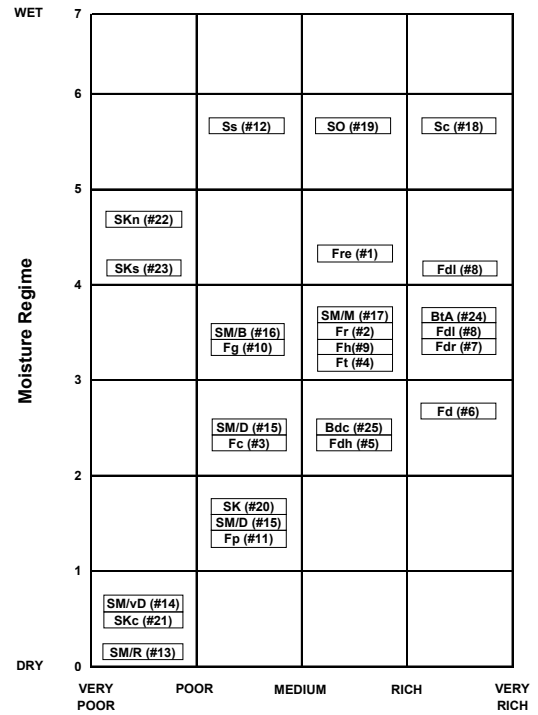 WET
7
6
Ss (#12)
SO (#19)
Sc (#18)
5
SKn (#22)
Fre (#1)
SKs (#23)
Fdl (#8)
4
Moisture Regime
SM/M (#17)
BtA (#24)
SM/B (#16)
Fr (#2)
Fdl (#8)
Fg (#10)
Fh(#9)
Fdr (#7)
Ft (#4)
3
Fd (#6)
SM/D (#15)
Bdc (#25)
Fc (#3)
Fdh (#5)
2
SK (#20)
SM/D (#15)
Fp (#11)
1
SM/vD (#14)
SKc (#21)
SM/R (#13)
DRY
0
VERY POOR
POOR
MEDIUM
RICH
VERY RICH